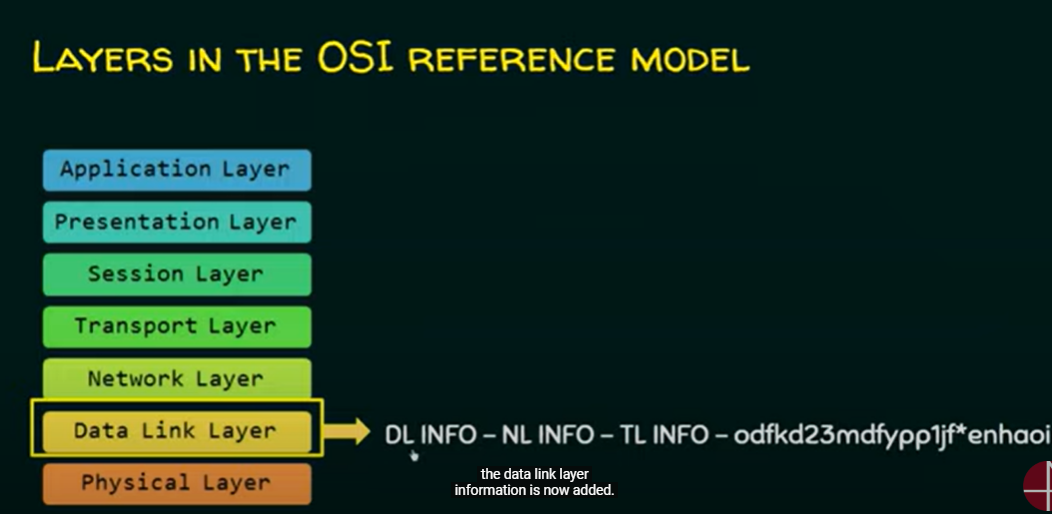 LAYERS IN THE OSI REFERENCE MODEL
Application Layer
Presentation Layer
Session Layer
Transport Layer
Network Layer
Data Link Layer
DL INFO – NL INFO – TL INFO – odfkd23mdfypp1jf*enhaoi
Physical Layer
the data link layer
information is now added.